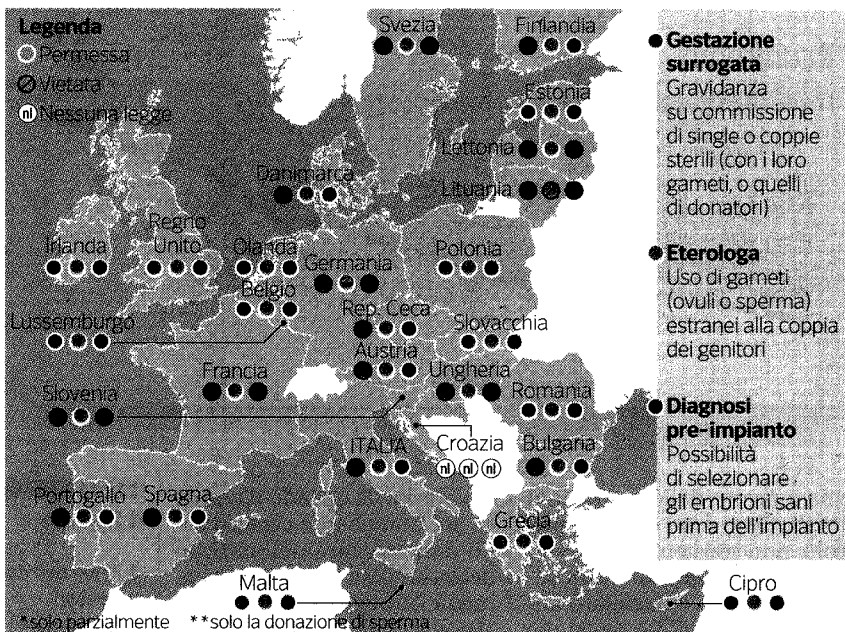 Legenda
Permessa
Vietata
nl Nessuna legge
Svezia
Finlandia
Estonia
Lettonia
Lituania
Danimarca
Irlanda
Regno
Unito
Olanda
Germania
Polonia
Belgio
Lussemburgo
Rep. Ceca
Slovacchia
Austria
Francia
Ungheria
Slovenia
Romania
ITALIA
Croazia
nl nl nl
Bulgaria
Portogallo
Spagna
Grecia
Malta
Cipro
*solo parzialmente **solo la donazione di sperma
Gestazione
surrogata
Gravidanza
su commissione
di single o coppie
sterili (con i loro
gameti, o quelli
di donatori)
Eterologa
Uso di gameti
(ovuli o sperma)
estranei alla coppia
dei genitori
Diagnosi
pre-impianto
Possibilità
di selezionare
gli embrioni sani
prima dell'impianto